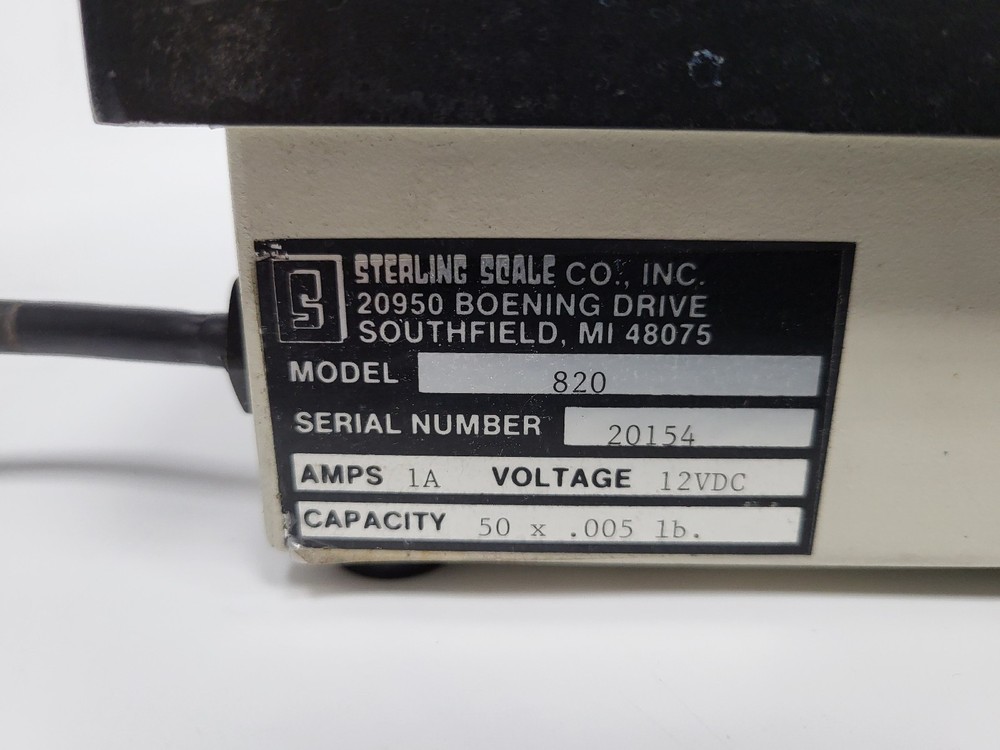 S STERLING SCALE CO., INC.
20950 BOENING DRIVE
SOUTHFIELD, MI 48075
MODEL 820
SERIAL NUMBER 20154
AMPS 1A VOLTAGE 12VDC
CAPACITY 50 x .005 lb.